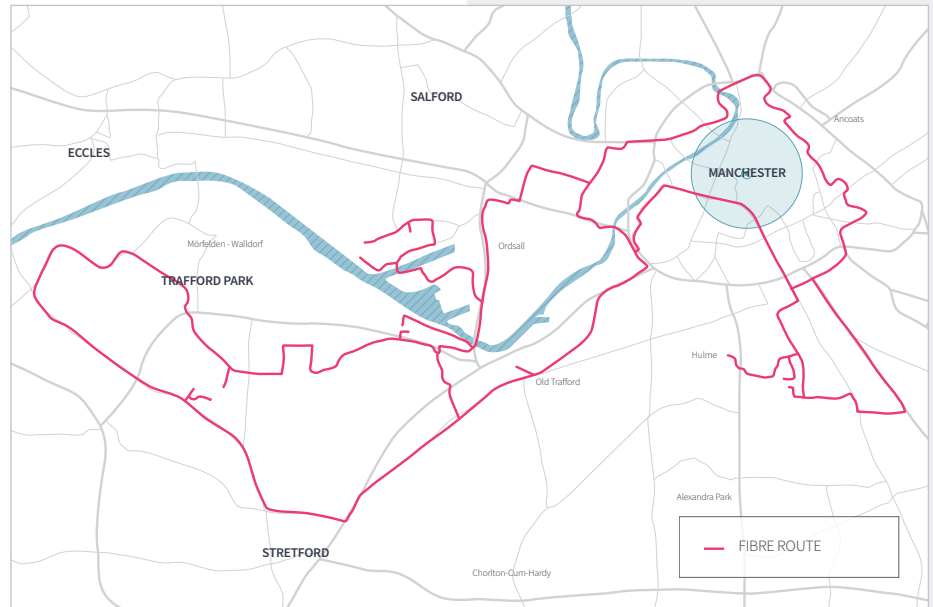 SALFORD
Ancoats
ECCLES
MANCHESTER
Mörfelden - Walldorf
Ordsall
TRAFFORD PARK
Hulme
Old Trafford
Alexandra Park
FIBRE ROUTE
STRETFORD
Chorlton-Cum-Hardy